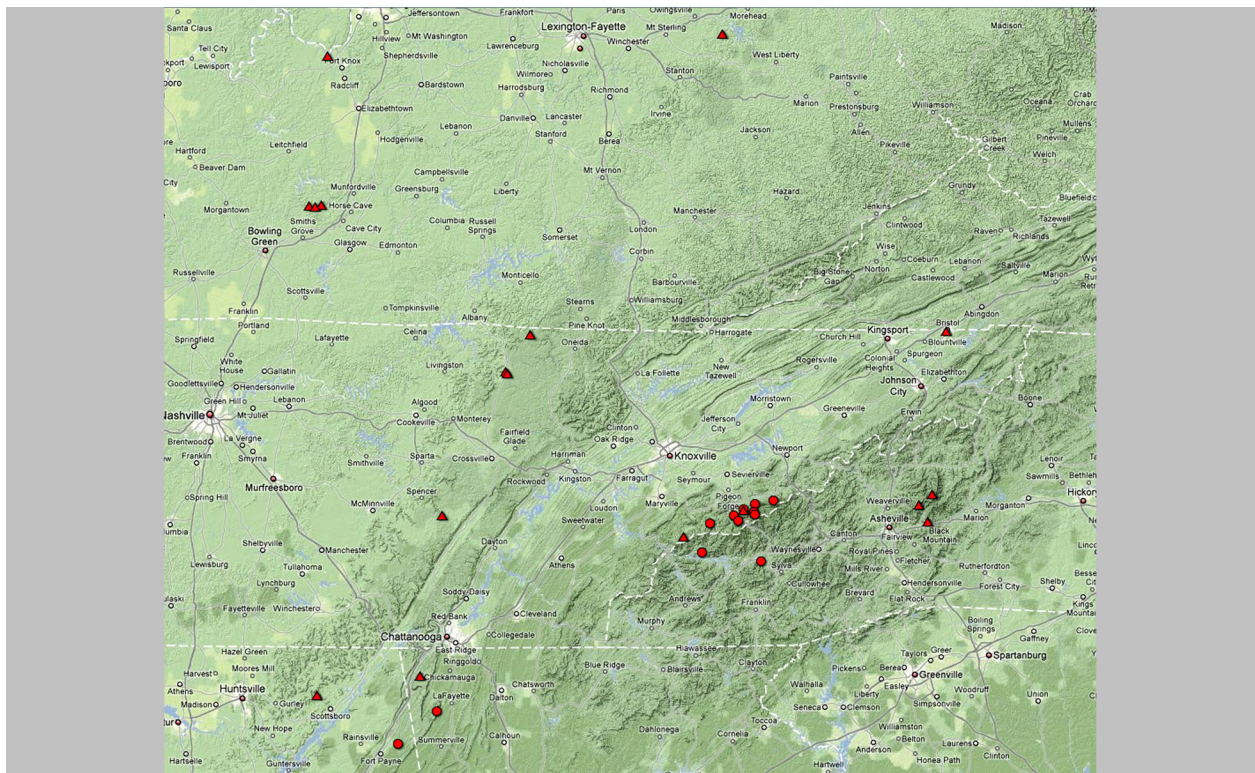 Santa Claus
Jeffersontown
Frankfort
Paris
Owingsville
Morehead
Madison
Tell City
Lewisport
Hillview
Mt Washington
Shepherdsville
Lawrenceburg
Lexington-Fayette
Mt Sterling
Winchester
West Liberty
Fort Knox
Radcliff
Bardstown
Nicholasville
Wilmore
Harrodsburg
Richmond
Stanton
Paintsville
Oceana
Crab
Orchard
Elizabethtown
Danville
Lancaster
Irvine
Marion
Prestonsburg
Williamson
Mullens
Hodgenville
Lebanon
Stanford
Berea
Jackson
Allen
Pikeville
Gilbert
Creek
Pineville
Welch
Hartford
Leitchfield
Beaver Dam
City
Campbellsville
Mt Vernon
Munfordville
Greensburg
Liberty
Hazard
Grundy
Bluefield
Morgantown
Horse Cave
Smiths
Grove
Cave City
Columbia
Russell
Springs
Manchester
Jenkins
Clintwood
Tazewell
Bowling
Green
Glasgow
Edmonton
Somerset
London
Corbin
Raven
Richlands
Wise
Norton
Coeburn
Lebanon
Russellville
Scottsville
Monticello
Barbourville
Big Stone
Gap
Castlewood
Saltville
Marion
Franklin
Portland
Tompkinsville
Albany
Stearns
Pine Knot
Williamsburg
Middlesborough
Harrogate
Abingdon
Bristol
Springfield
Lafayette
Celina
Oneida
Church Hill
Kingsport
Blountville
White
House
Livingston
La Follette
New
Tazewell
Rogersville
Colonial
Heights
Spurgeon
Elizabethton
Goodlettsville
Gallatin
Hendersonville
Green Hill
Lebanon
Johnson
City
Boone
Nashville
Mt Juliet
Algood
Cookeville
Monterey
Morristown
Jefferson
City
Greeneville
Erwin
Brentwood
La Vergne
Franklin
Smyrna
Fairfield
Glade
Clinton
Oak Ridge
Knoxville
Newport
Smithville
Sparta
Crossville
Harriman
Kingston
Farragut
Rockwood
Seymour
Sevierville
Lenoir
Sawmills
Murfreesboro
Spring Hill
McMinnville
Spencer
Loudon
Maryville
Pigeon
Forge
Weaverville
Morganton
Hickory
Sweetwater
Asheville
Black
Mountain
Fairview
Canton
Shelbyville
Manchester
Dayton
Waynesville
Sylva
Royal Pines
Fletcher
Lewisburg
Tullahoma
Athens
Cullowhee
Mills River
Rutherfordton
Lynchburg
Hendersonville
Forest City
Shelby
Fayetteville
Winchester
Soddy-Daisy
Cleveland
Andrews
Franklin
Brevard
Flat Rock
Kings
Red Bank
Murphy
Boiling
Springs
Gaffney
Chattanooga
Collegedale
East Ridge
Ringgold
Hiawassee
Hazel Green
Moores Mill
Harvest
Blue Ridge
Blairsville
Clayton
Pickens
Berea
Taylors
Greer
Spartanburg
Athens
Madison
Huntsville
Gurley
Scottsboro
Chickamauga
LaFayette
Dalton
Chatsworth
Walhalla
Liberty
Easley
Greenville
Woodruff
Simpsonville
Union
Seneca
Clemson
New Hope
Rainsville
Summerville
Calhoun
Dahlonega
Cornelia
Toccoa
Williamston
Belton
Anderson
Laurens
Clinton
Hartselle
Guntersville
Fort Payne
Hartwell
Honea Path